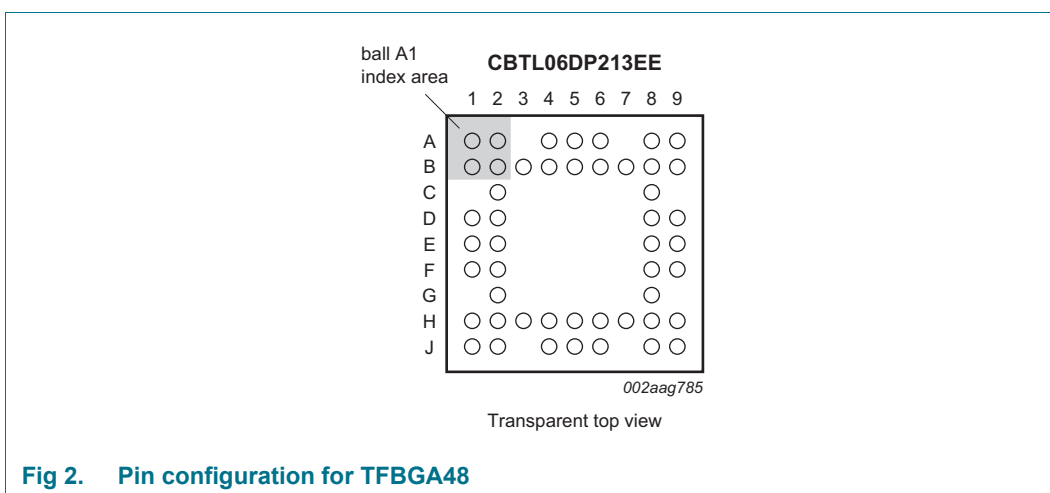 ball A1
index area
CBTL06DP213EE
1 2 3 4 5 6 7 8 9
A
B
C
D
E
F
G
H
J
002aag785
Transparent top view
Fig 2. Pin configuration for TFBGA48